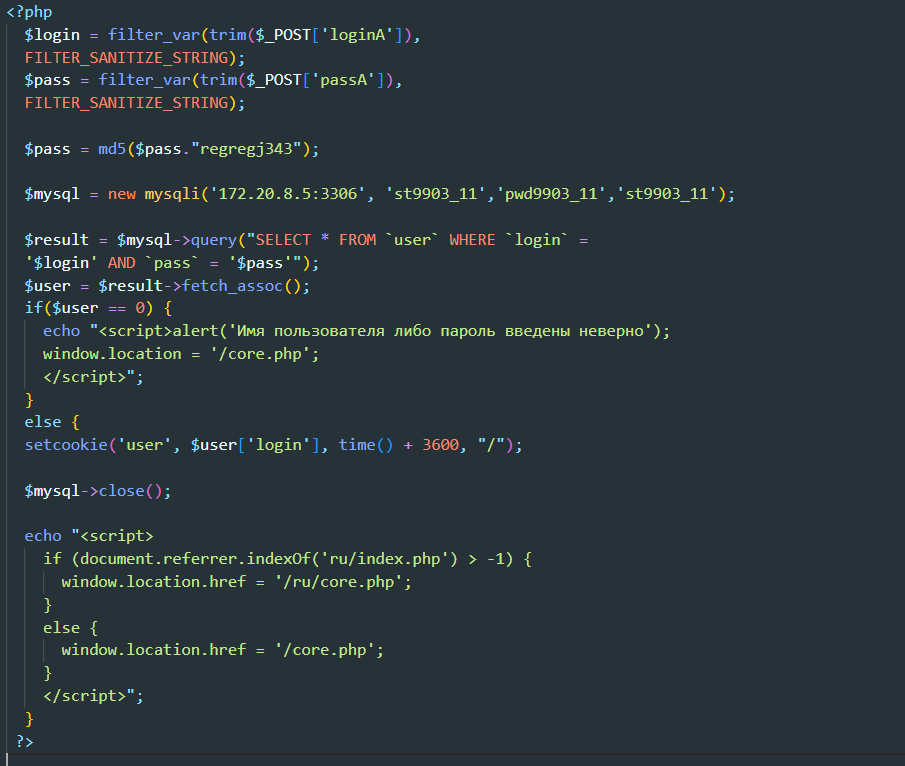 <?php
$login = filter_var(trim($_POST['loginA']),
FILTER_SANITIZE_STRING);
$pass = filter_var(trim($_POST['passA']),
FILTER_SANITIZE_STRING);
$pass = md5($pass."regregj343");
$mysql = new mysqli('172.20.8.5:3306', 'st9903_11','pwd9903_11','st9903_11');
$result = $mysql->query("SELECT * FROM `user` WHERE `login` =
'$login' AND `pass` = '$pass'");
$user = $result->fetch_assoc();
if($user == 0) {
echo "<script>alert('Имя пользователя либо пароль введены неверно');
window.location = '/core.php';
</script>";
}
else {
setcookie('user', $user['login'], time() + 3600, "/");
$mysql->close();
echo "<script>
if (document.referrer.indexOf('ru/index.php') > -1) {
window.location.href = '/ru/core.php';
}
else {
window.location.href = '/core.php';
}
</script>";
}
?>